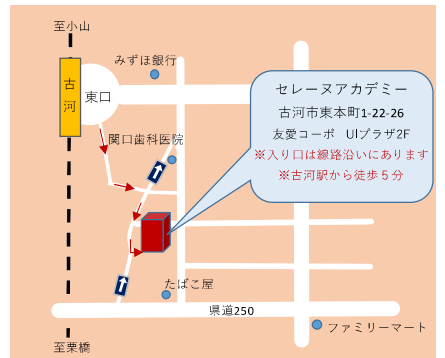 至小山
みずほ銀行
古河
東口
セレーヌアカデミー
古河市東本町1-22-26
友愛コーポ UIプラザ2F
※入り口は線路沿いにあります
※古河駅から徒歩５分
関口歯科医院
たばこ屋
県道250
ファミリーマート
至栗橋